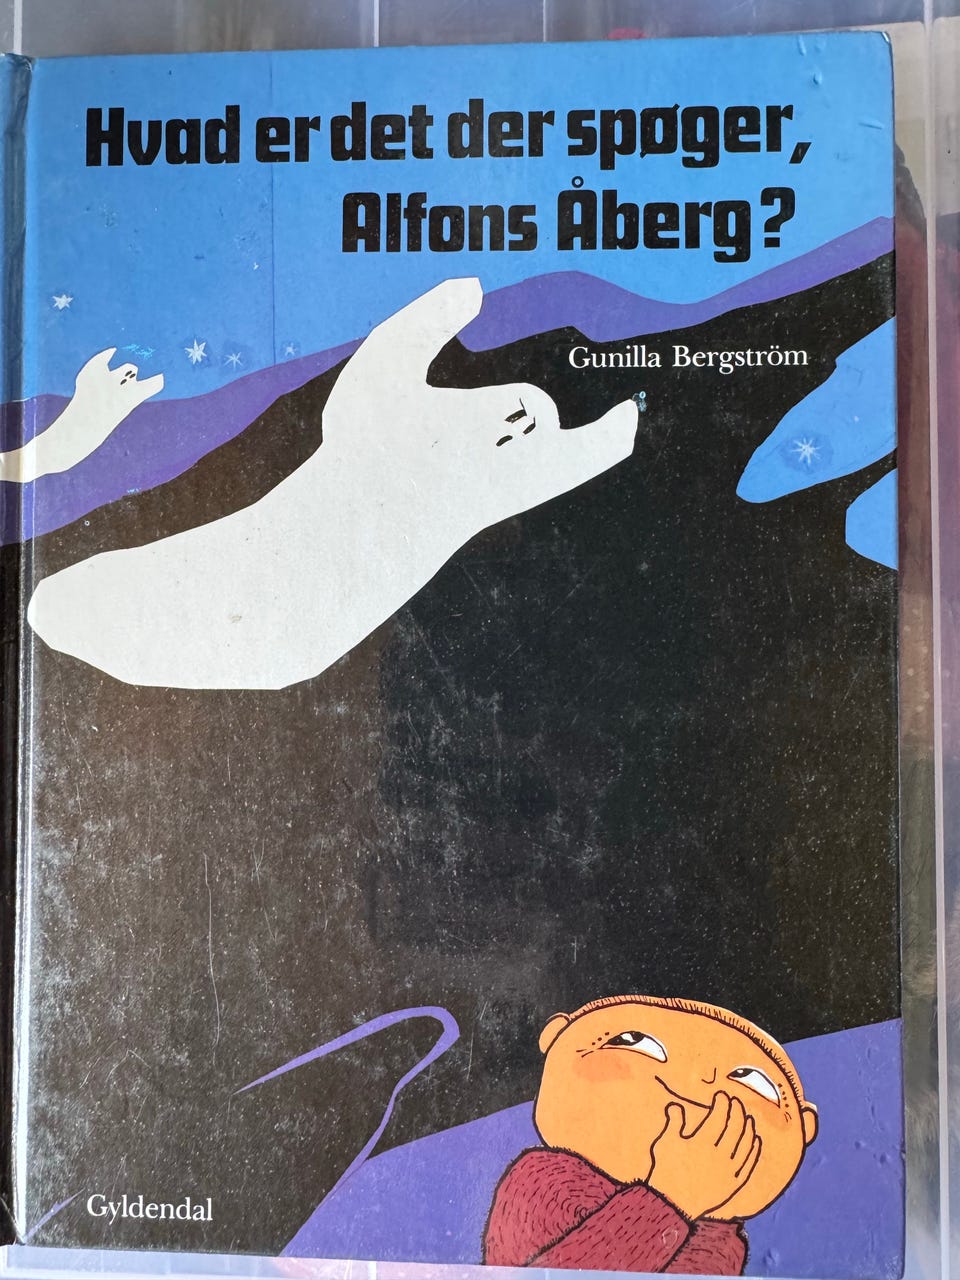 Hvad er det der spøger,
Alfons Åberg?
Gunilla Bergström
Gyldendal